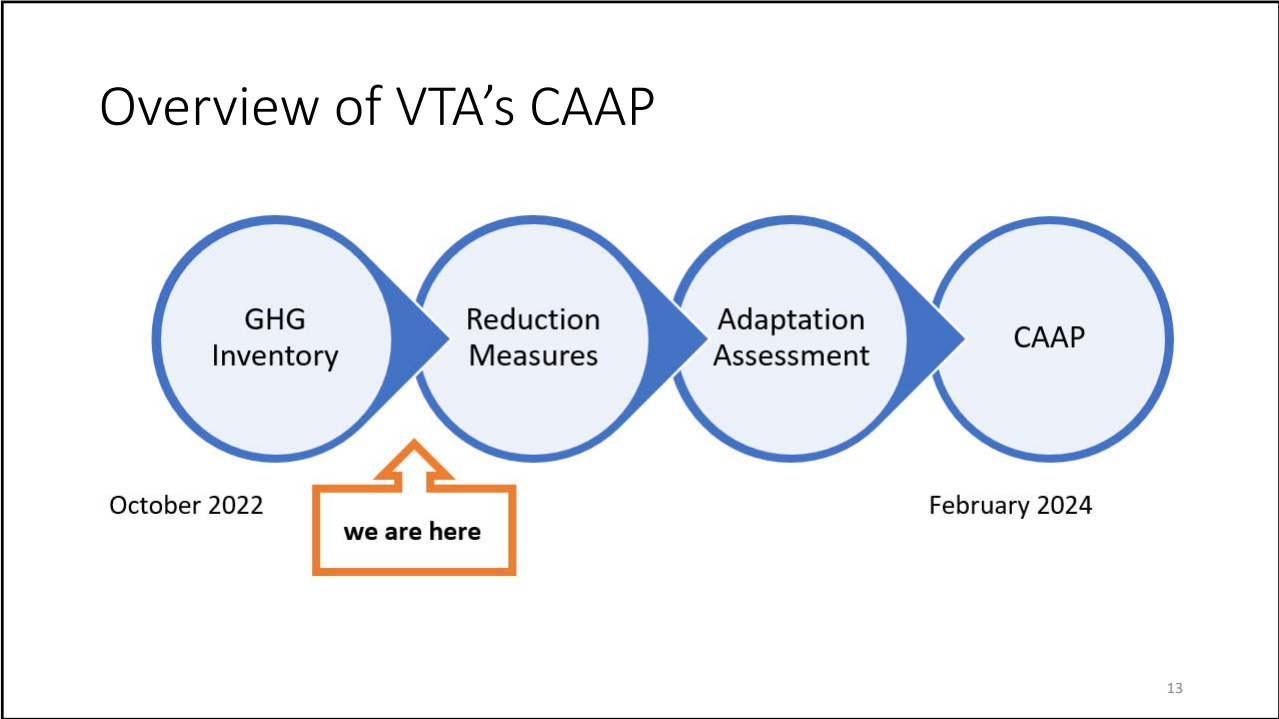 Overview of VTA’s CAAP
GHG
Inventory
Reduction
Measures
Adaptation
Assessment
CAAP
October 2022
we are here
February 2024
13